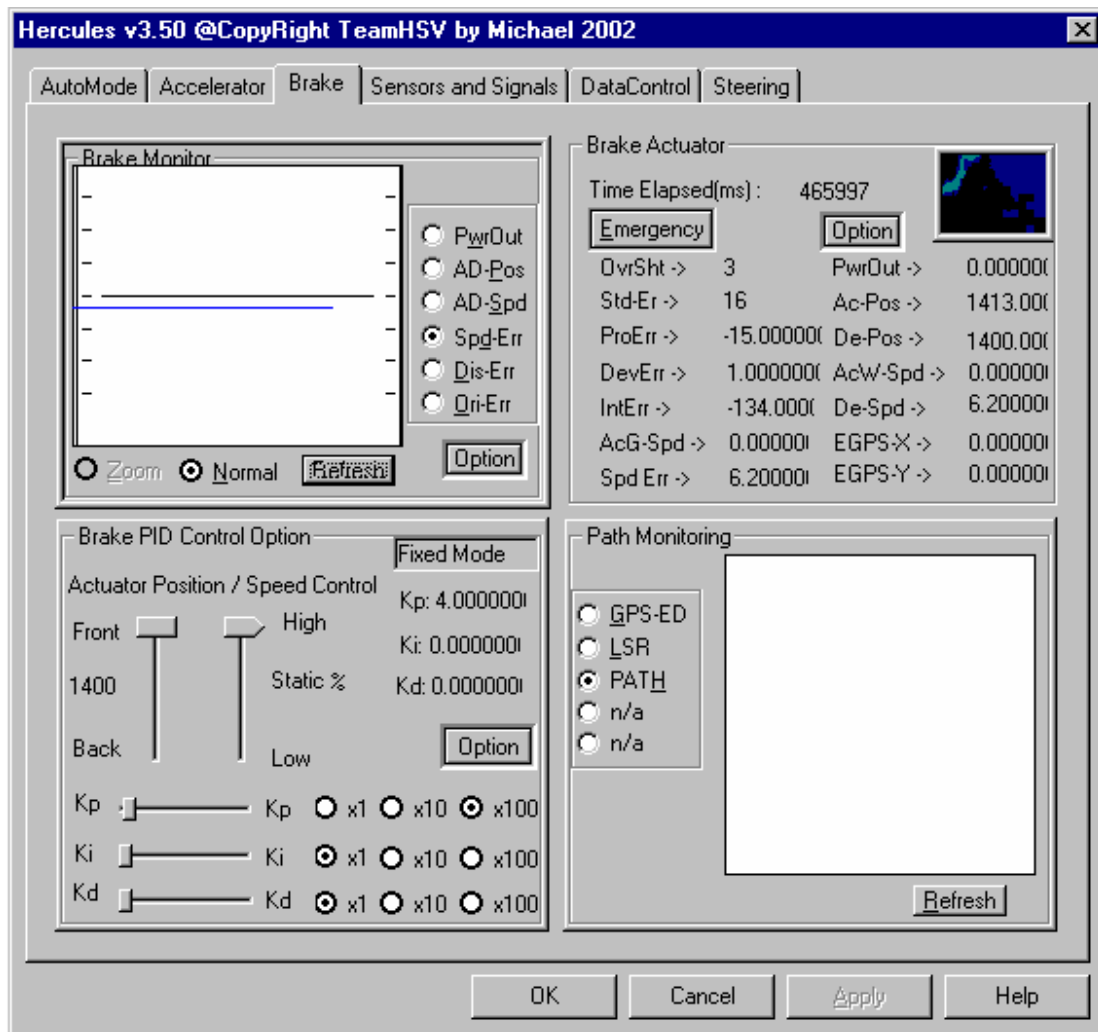 Hercules v3.50 @CopyRight TeamHSV by Michael 2002
AutoMode Accelerator Brake Sensors and Signals DataControl Steering
Brake Monitor
PwrOut
AD-Pos
AD-Spd
Spd-Err
Dis-Err
Ori-Err
Zoom Normal Refresh Option
Brake Actuator
Time Elapsed(ms) : 465997
Emergency Option
OvrSht -> 3 PwrOut -> 0.000000
Std-Er -> 16 Ac-Pos -> 1413.00(
ProErr -> -15.000000 De-Pos -> 1400.00(
DevErr -> 1.0000000 AcW-Spd -> 0.00000
IntErr -> -134.000( De-Spd -> 6.20000
AcG-Spd -> 0.00000 EGPS-X -> 0.00000
Spd Err -> 6.20000 EGPS-Y -> 0.00000
Brake PID Control Option
Fixed Mode
Actuator Position / Speed Control
Kp: 4.000000
Front High
Ki: 0.000000
1400 Static %
Kd: 0.000000
Back Low Option
Kp Kp x1 x10 x100
Ki Ki x1 x10 x100
Kd Kd x1 x10 x100
Path Monitoring
GPS-ED
LSR
PATH
n/a
n/a
Refresh
OK Cancel Apply Help